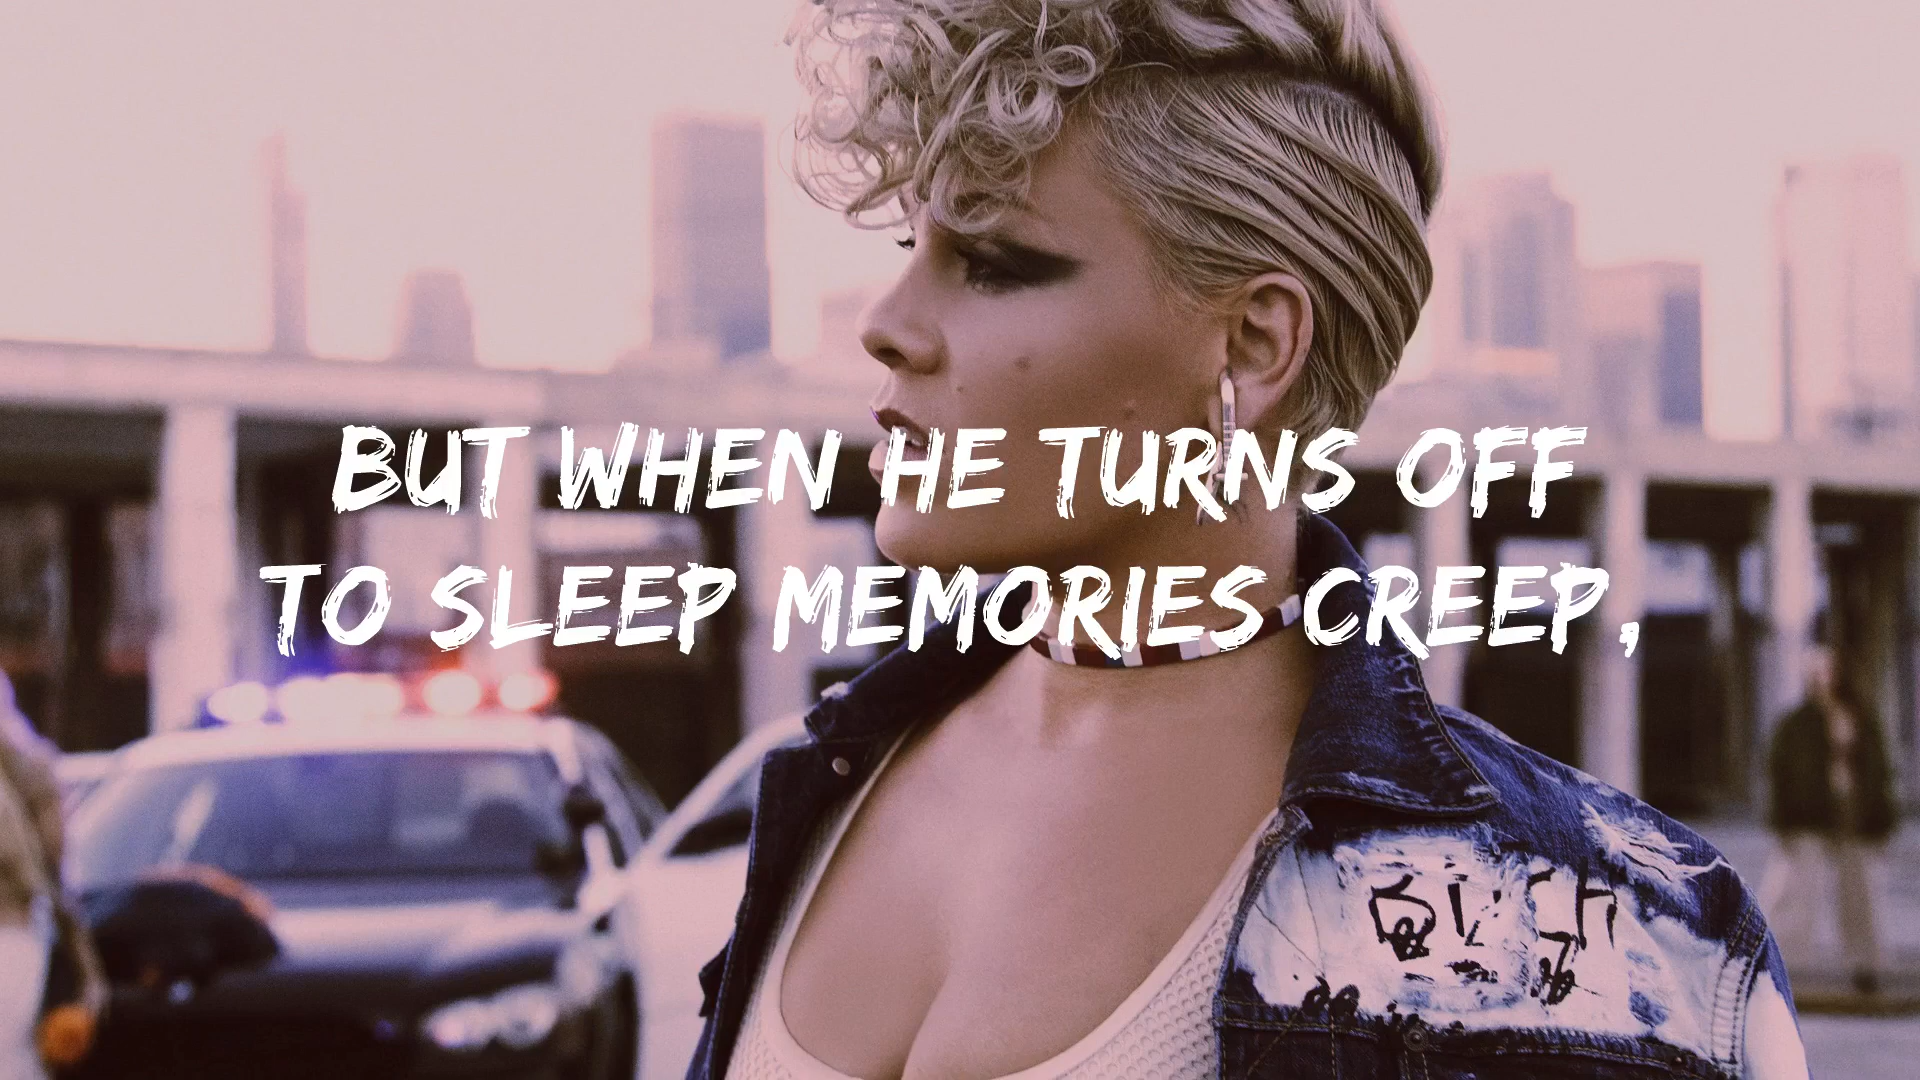 BUT WHEN HE TURNS OFF
TO SLEEP MEMORIES CREEP,